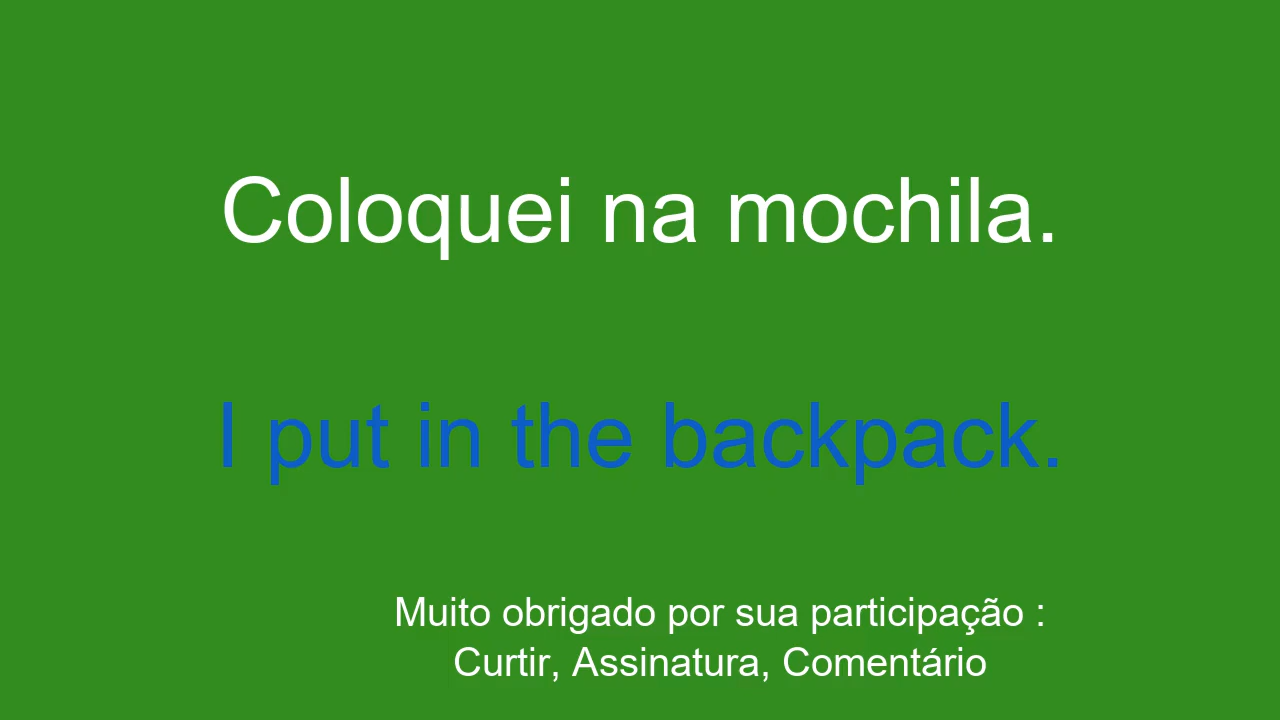 Coloquei na mochila.
I put in the backpack.
Muito obrigado por sua participação :
Curtir, Assinatura, Comentário